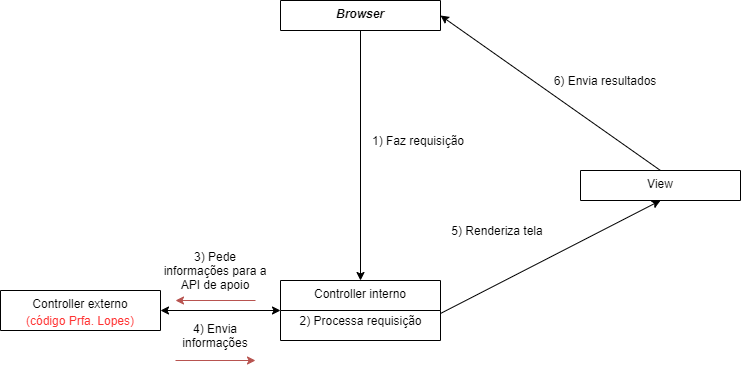 Browser
6) Envia resultados
1) Faz requisição
View
5) Renderiza tela
3) Pede
informações para a
API de apoio
Controller interno
2) Processa requisição
Controller externo
(código Prfa. Lopes)
4) Envia
informações